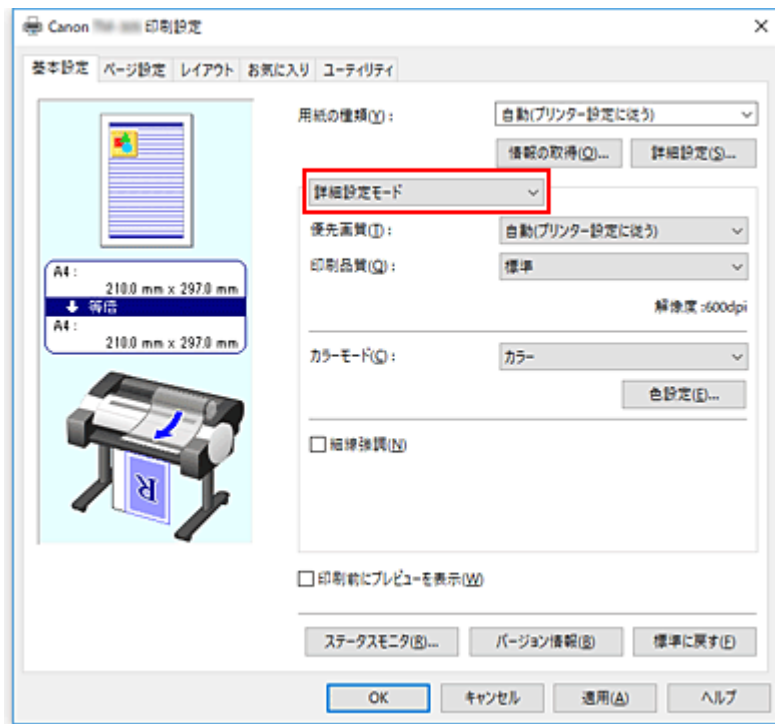 Canon 印刷設定
基本設定 ページ設定 レイアウト お気に入り ユーティリティ
用紙の種類(Y): 自動(プリンター設定に従う)
情報の取得(O)... 詳細設定(S)...
詳細設定モード
優先画質(T): 自動(プリンター設定に従う)
印刷品質(Q): 標準
解像度:600dpi
カラーモード(C): カラー
色設定(E)...
細線強調(N)
A4:
210.0 mm x 297.0 mm
等倍
A4:
210.0 mm x 297.0 mm
R
印刷前にプレビューを表示(W)
ステータスモニタ(R)... バージョン情報(B) 標準に戻す(F)
OK キャンセル 適用(A) ヘルプ